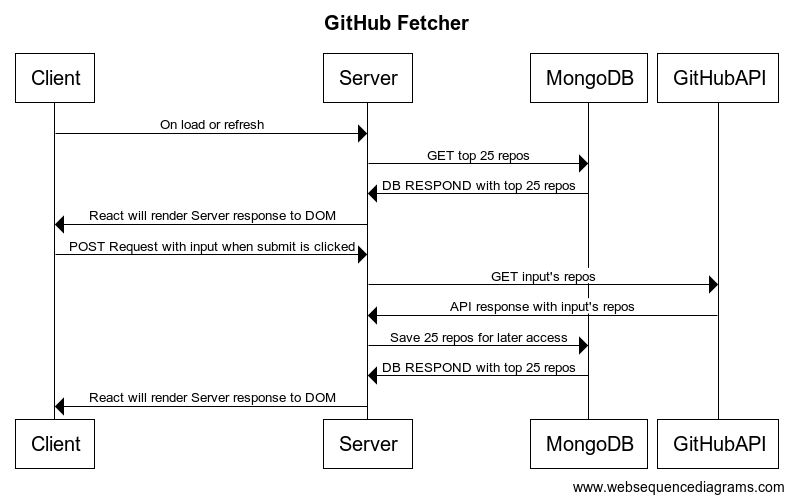 GitHub Fetcher
Client
Server
MongoDB
GitHubAPI
On load or refresh
GET top 25 repos
DB RESPOND with top 25 repos
React will render Server response to DOM
POST Request with input when submit is clicked
GET input's repos
API response with input's repos
Save 25 repos for later access
DB RESPOND with top 25 repos
React will render Server response to DOM
Client
Server
MongoDB
GitHubAPI
www.websequencediagrams.com